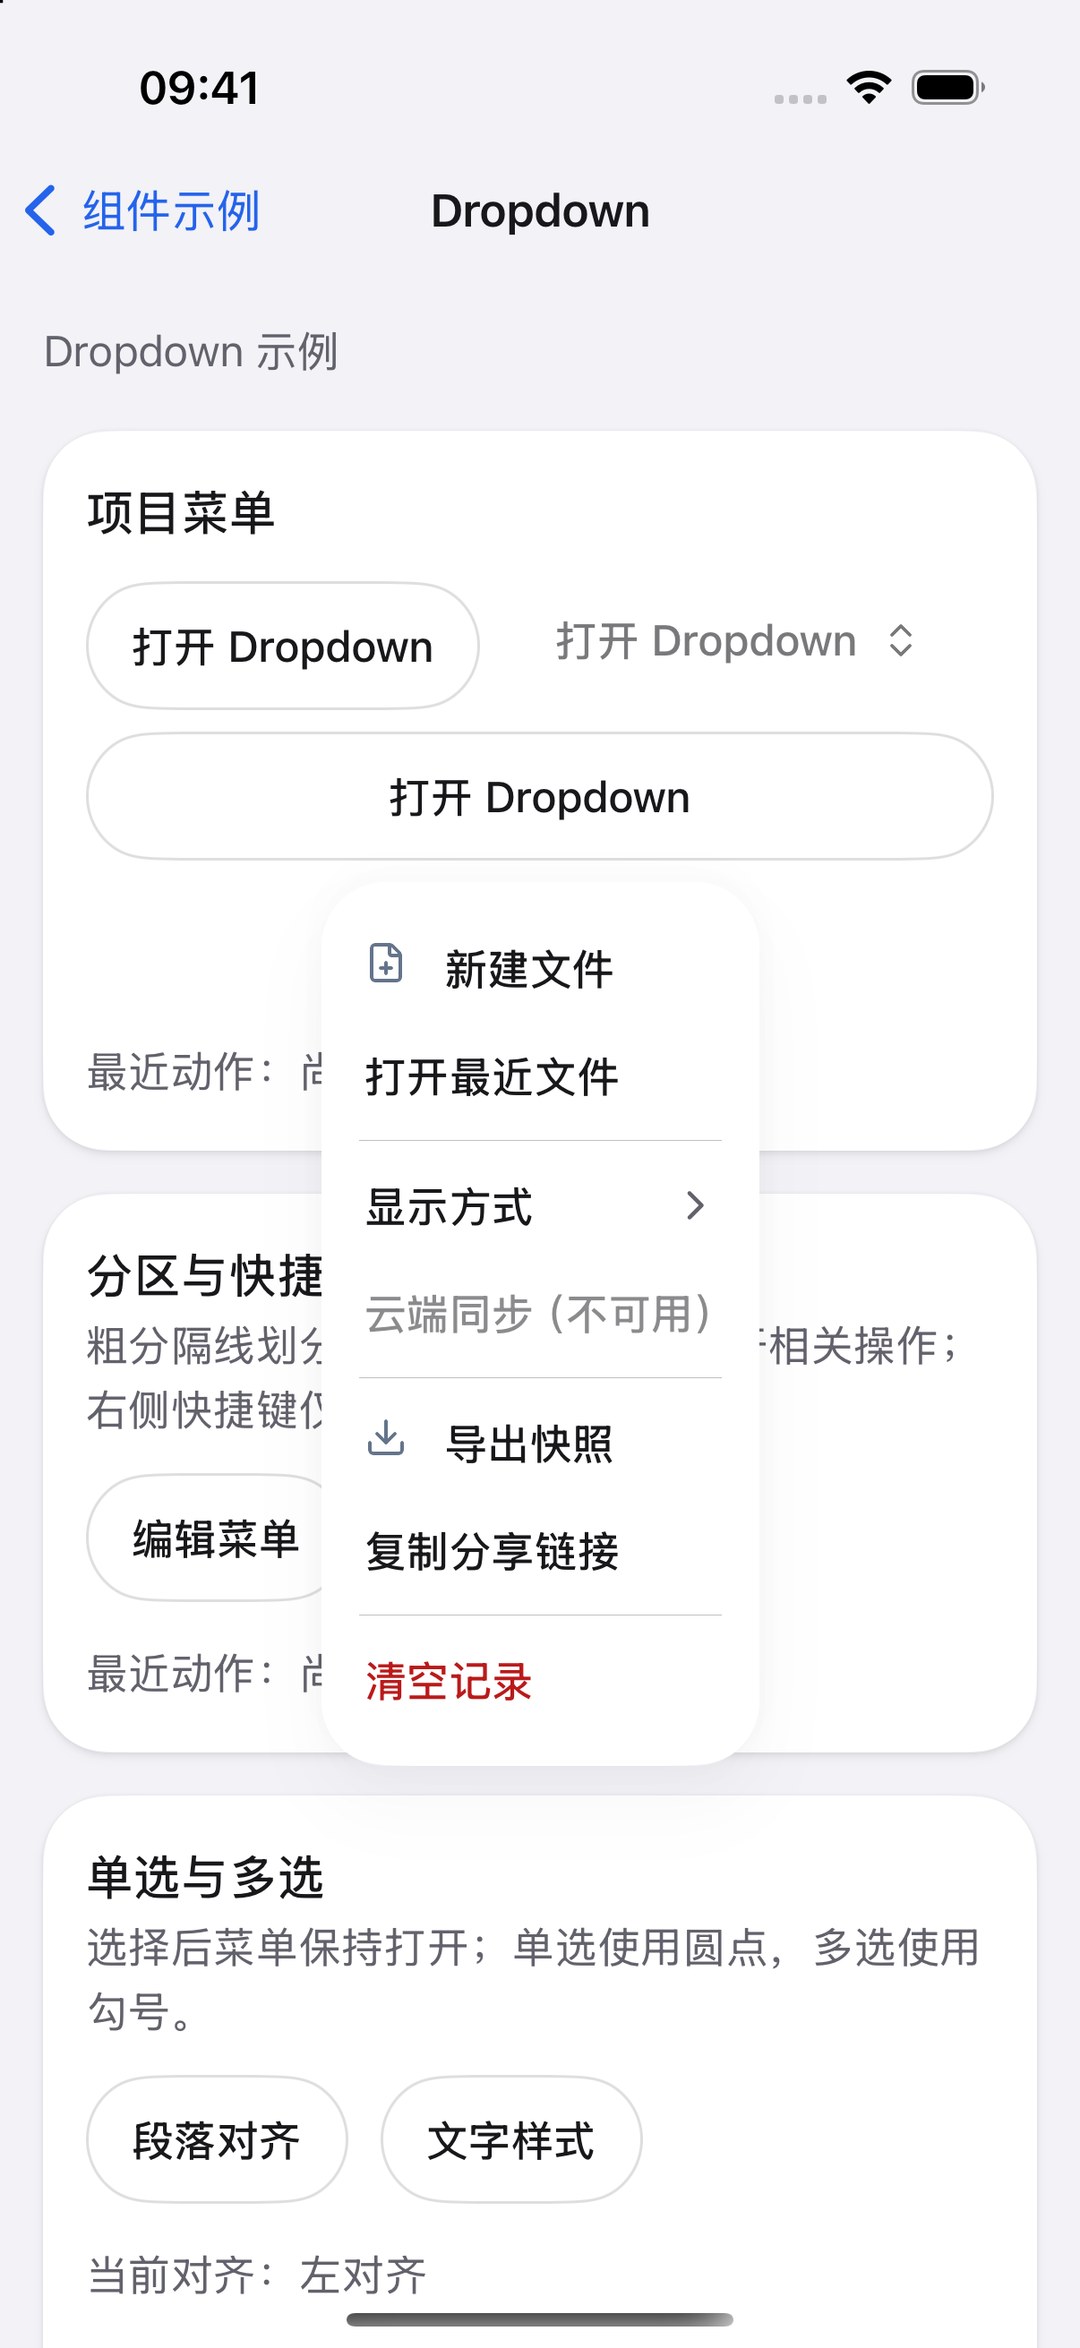 09:41
组件示例
Dropdown
Dropdown 示例
项目菜单
打开 Dropdown
打开 Dropdown
打开 Dropdown
新建文件
打开最近文件
显示方式
云端同步 (不可用)
导出快照
复制分享链接
清空记录
最近动作：
分区与快捷
粗分隔线划分
相关操作；
右侧快捷键仅
编辑菜单
最近动作：
单选与多选
选择后菜单保持打开；单选使用圆点，多选使用
勾号。
段落对齐
文字样式
当前对齐：左对齐